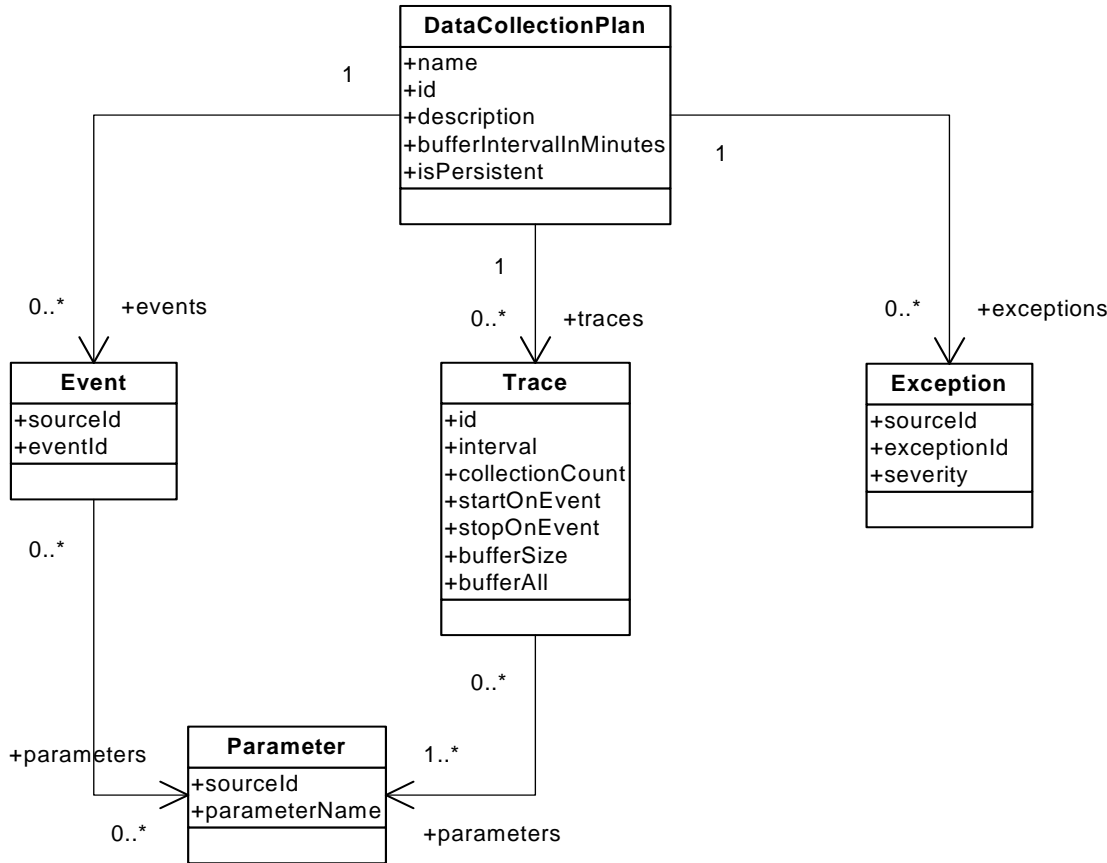 DataCollectionPlan
+name
+id
+description
+bufferIntervalInMinutes
+isPersistent
1
1
1
0..*
+events
0..*
+traces
0..*
+exceptions
Event
+sourceId
+eventId
Trace
+id
+interval
+collectionCount
+startOnEvent
+stopOnEvent
+bufferSize
+bufferAll
Exception
+sourceId
+exceptionId
+severity
0..*
0..*
+parameters
0..*
Parameter
+sourceId
+parameterName
1..*
+parameters